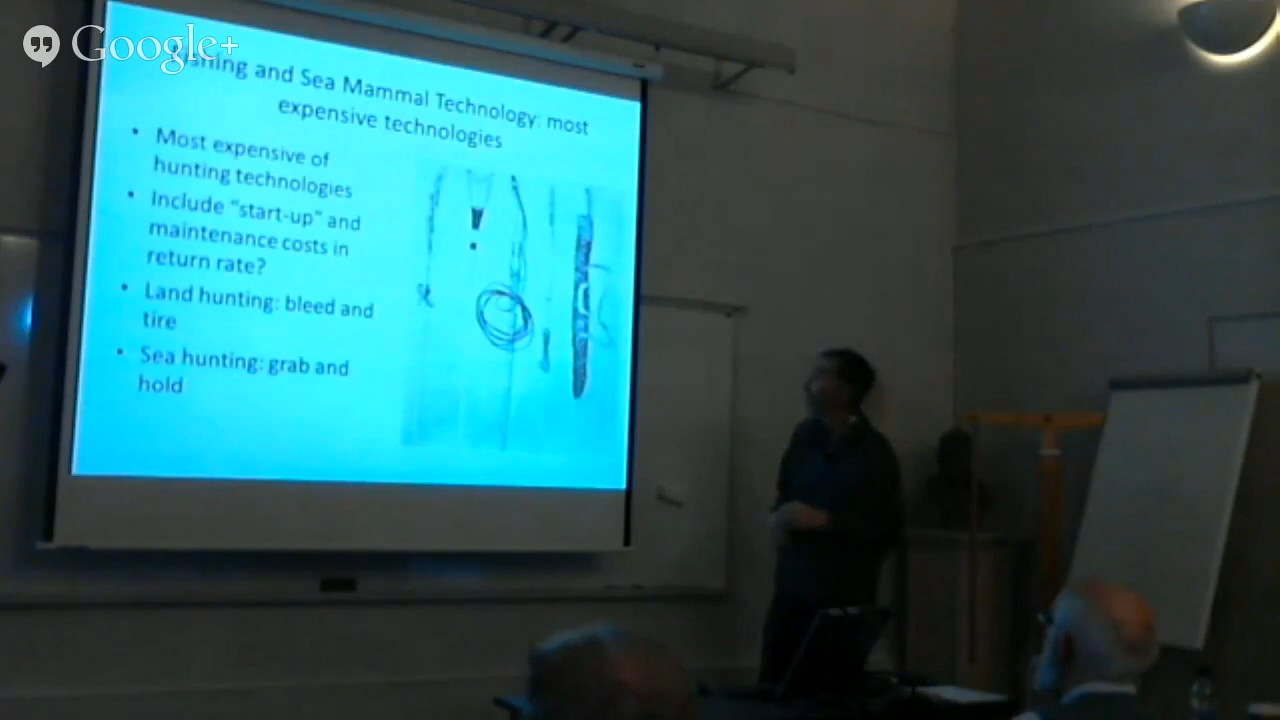 Google+
Fishing and Sea Mammal Technology: most
expensive technologies
• Most expensive of
hunting technologies
• Include "start-up" and
maintenance costs in
return rate?
• Land hunting: bleed and
tire
• Sea hunting: grab and
hold